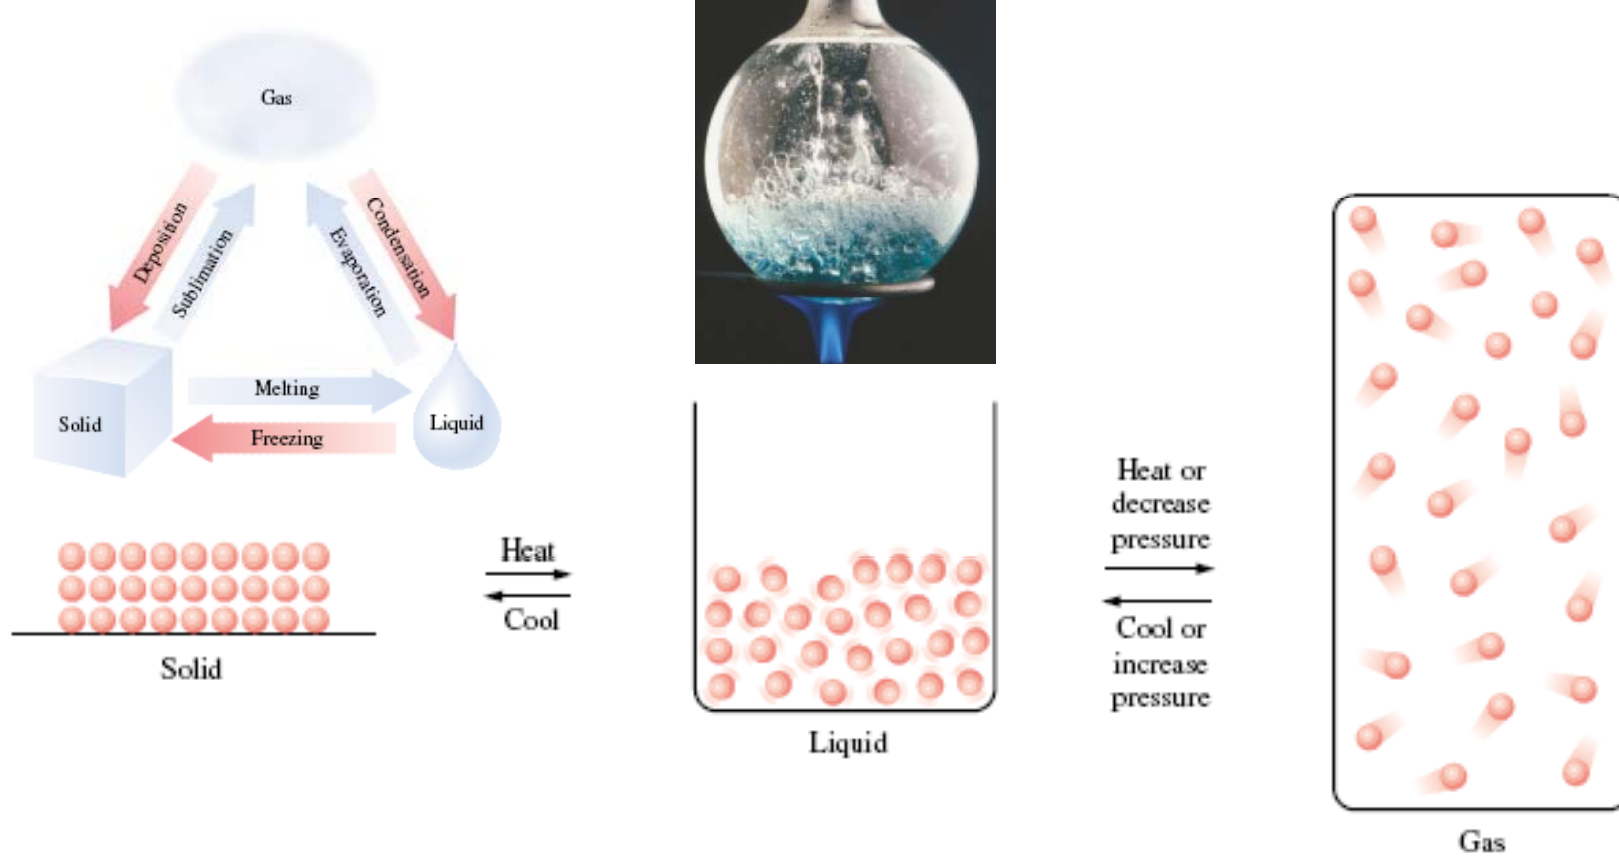 Gas
Deposition
Sublimation
Evaporation
Condensation
Solid
Melting
Freezing
Liquid
Solid
Heat
Cool
Liquid
Heat or
decrease
pressure
Cool or
increase
pressure
Gas